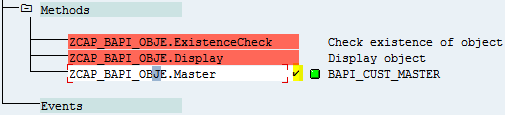 Methods
ZCAP_BAPI_OBJE.ExistenceCheck Check existence of object
ZCAP_BAPI_OBJE.Display Display object
ZCAP_BAPI_OBJE.Master BAPI_CUST_MASTER
Events